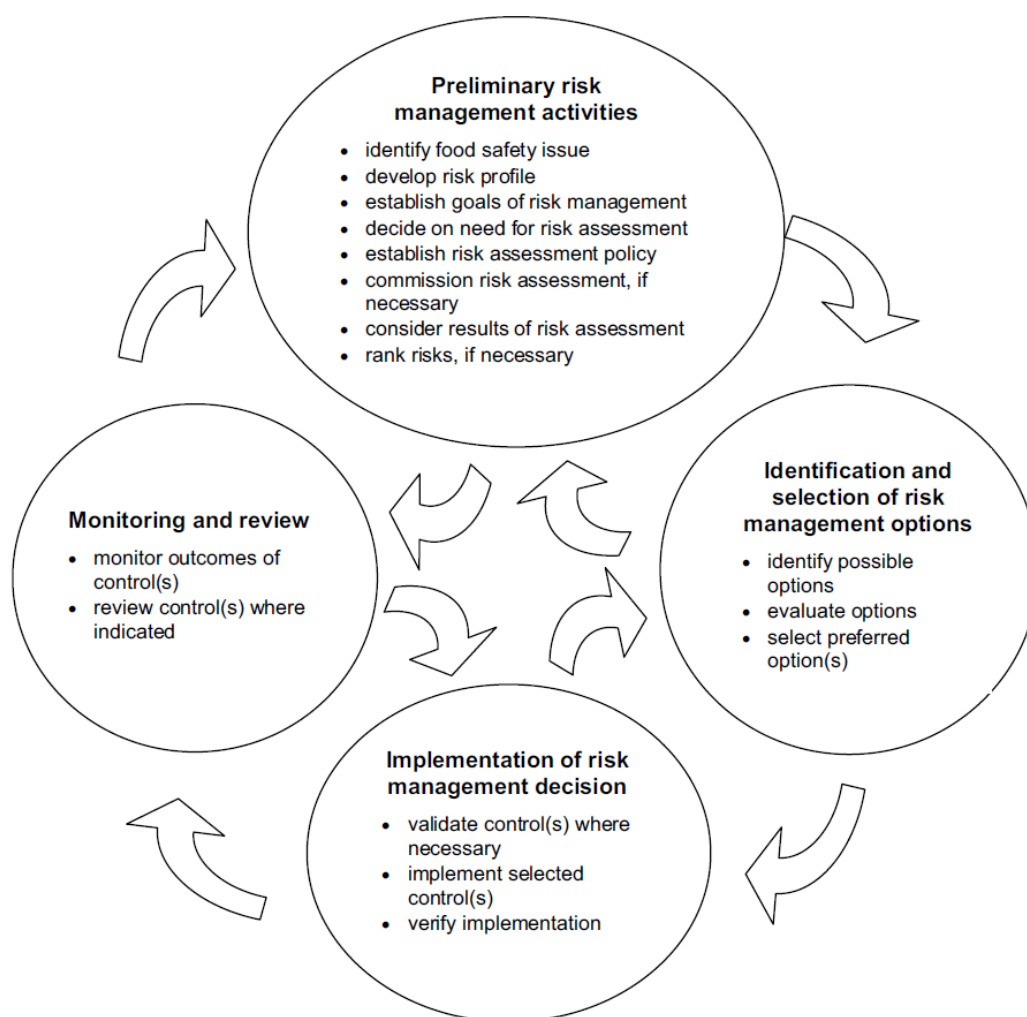 Preliminary risk
management activities
• identify food safety issue
• develop risk profile
• establish goals of risk management
• decide on need for risk assessment
• establish risk assessment policy
• commission risk assessment, if
necessary
• consider results of risk assessment
• rank risks, if necessary
Identification and
selection of risk
management options
• identify possible
options
• evaluate options
• select preferred
option(s)
Implementation of risk
management decision
• validate control(s) where
necessary
• implement selected
control(s)
• verify implementation
Monitoring and review
• monitor outcomes of
control(s)
• review control(s) where
indicated